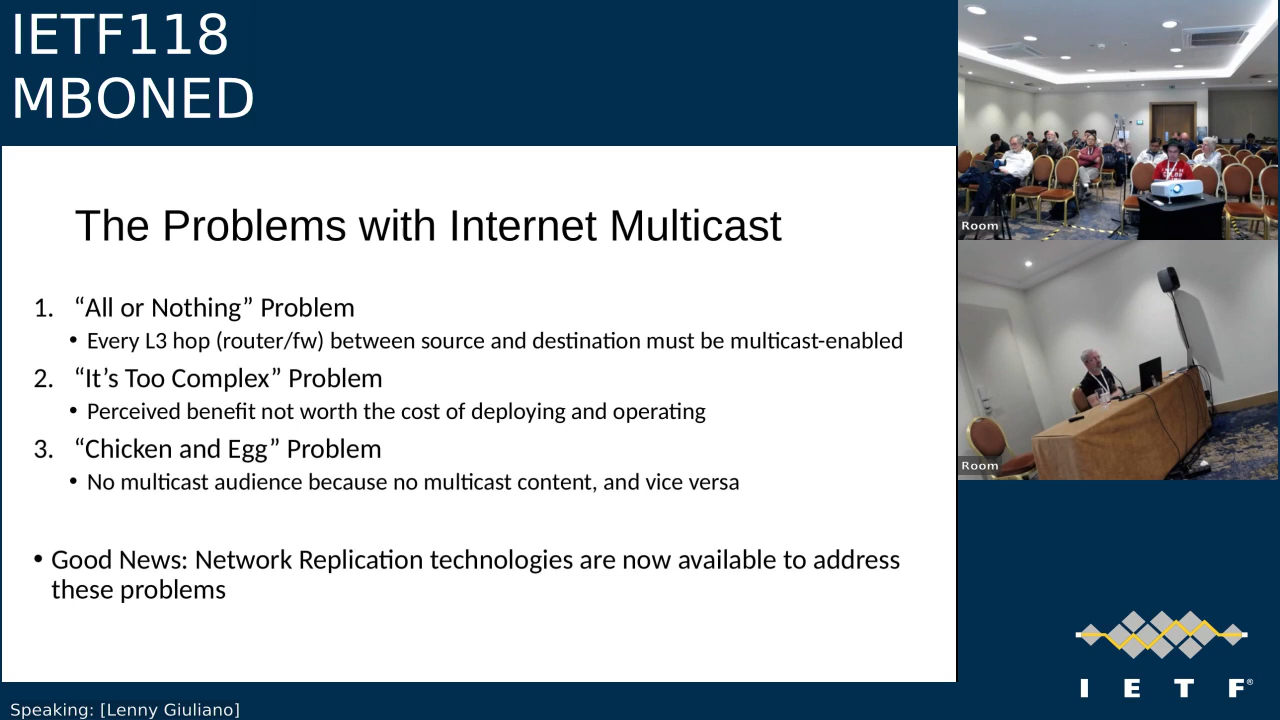 IETF118
MBONED
The Problems with Internet Multicast
1. “All or Nothing” Problem
• Every L3 hop (router/fw) between source and destination must be multicast-enabled
2. “It’s Too Complex” Problem
• Perceived benefit not worth the cost of deploying and operating
3. “Chicken and Egg” Problem
• No multicast audience because no multicast content, and vice versa
• Good News: Network Replication technologies are now available to address
these problems
Room
Room
I E T F®
Speaking: [Lenny Giuliano]